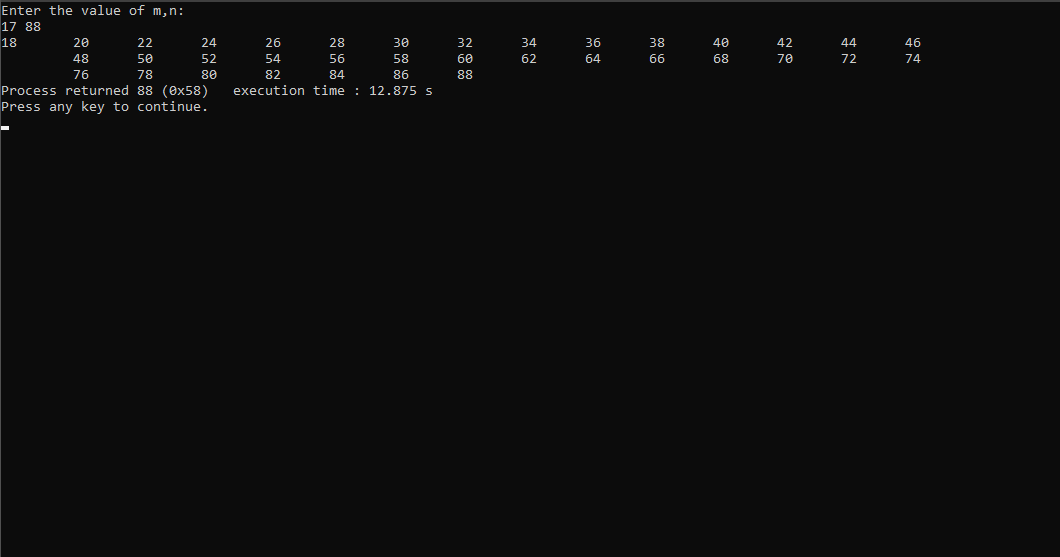 Enter the value of m,n:
17 88
18 20 22 24 26 28 30 32 34 36 38 40 42 44 46
48 50 52 54 56 58 60 62 64 66 68 70 72 74
76 78 80 82 84 86 88
Process returned 88 (0x58) execution time : 12.875 s
Press any key to continue.